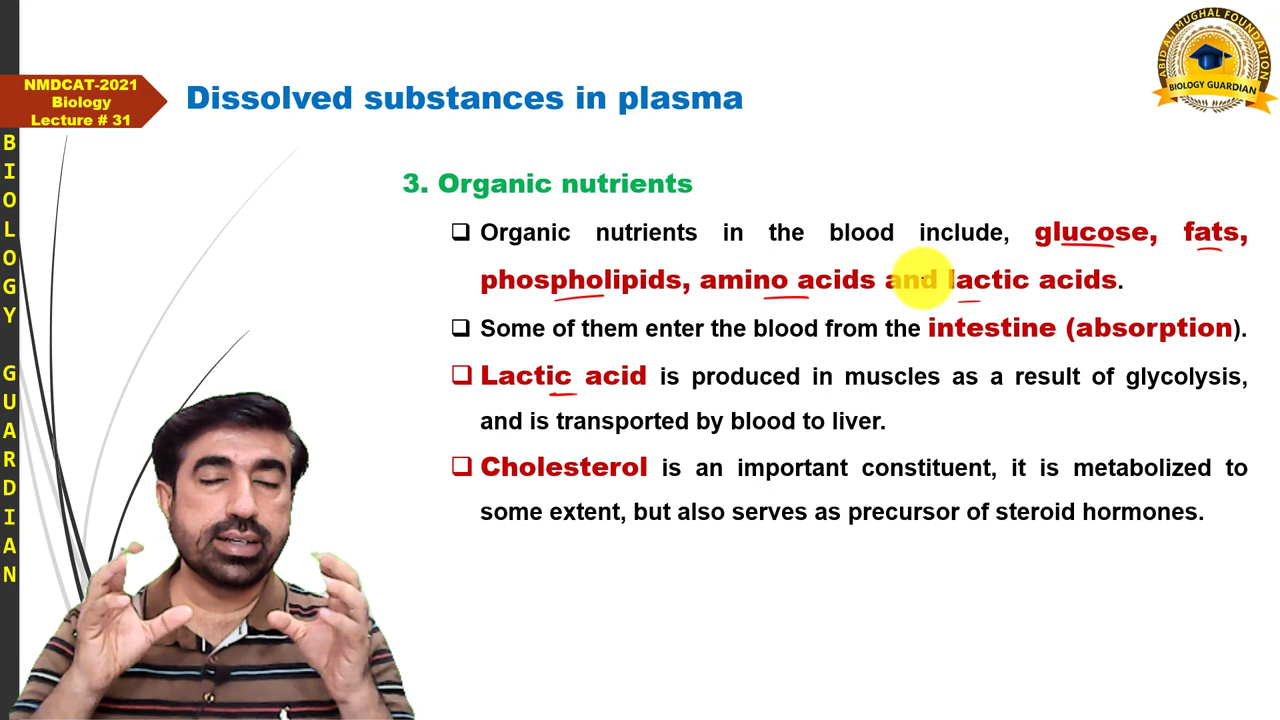 NMDCAT-2021
Biology
Lecture # 31
Dissolved substances in plasma
ABID ALI MUGHAL FOUNDATION
BIOLOGY GUARDIAN
BIOLOGY GUARDIAN
3. Organic nutrients
❑ Organic nutrients in the blood include, glucose, fats,
phospholipids, amino acids and lactic acids.
❑ Some of them enter the blood from the intestine (absorption).
❑ Lactic acid is produced in muscles as a result of glycolysis,
and is transported by blood to liver.
❑ Cholesterol is an important constituent, it is metabolized to
some extent, but also serves as precursor of steroid hormones.